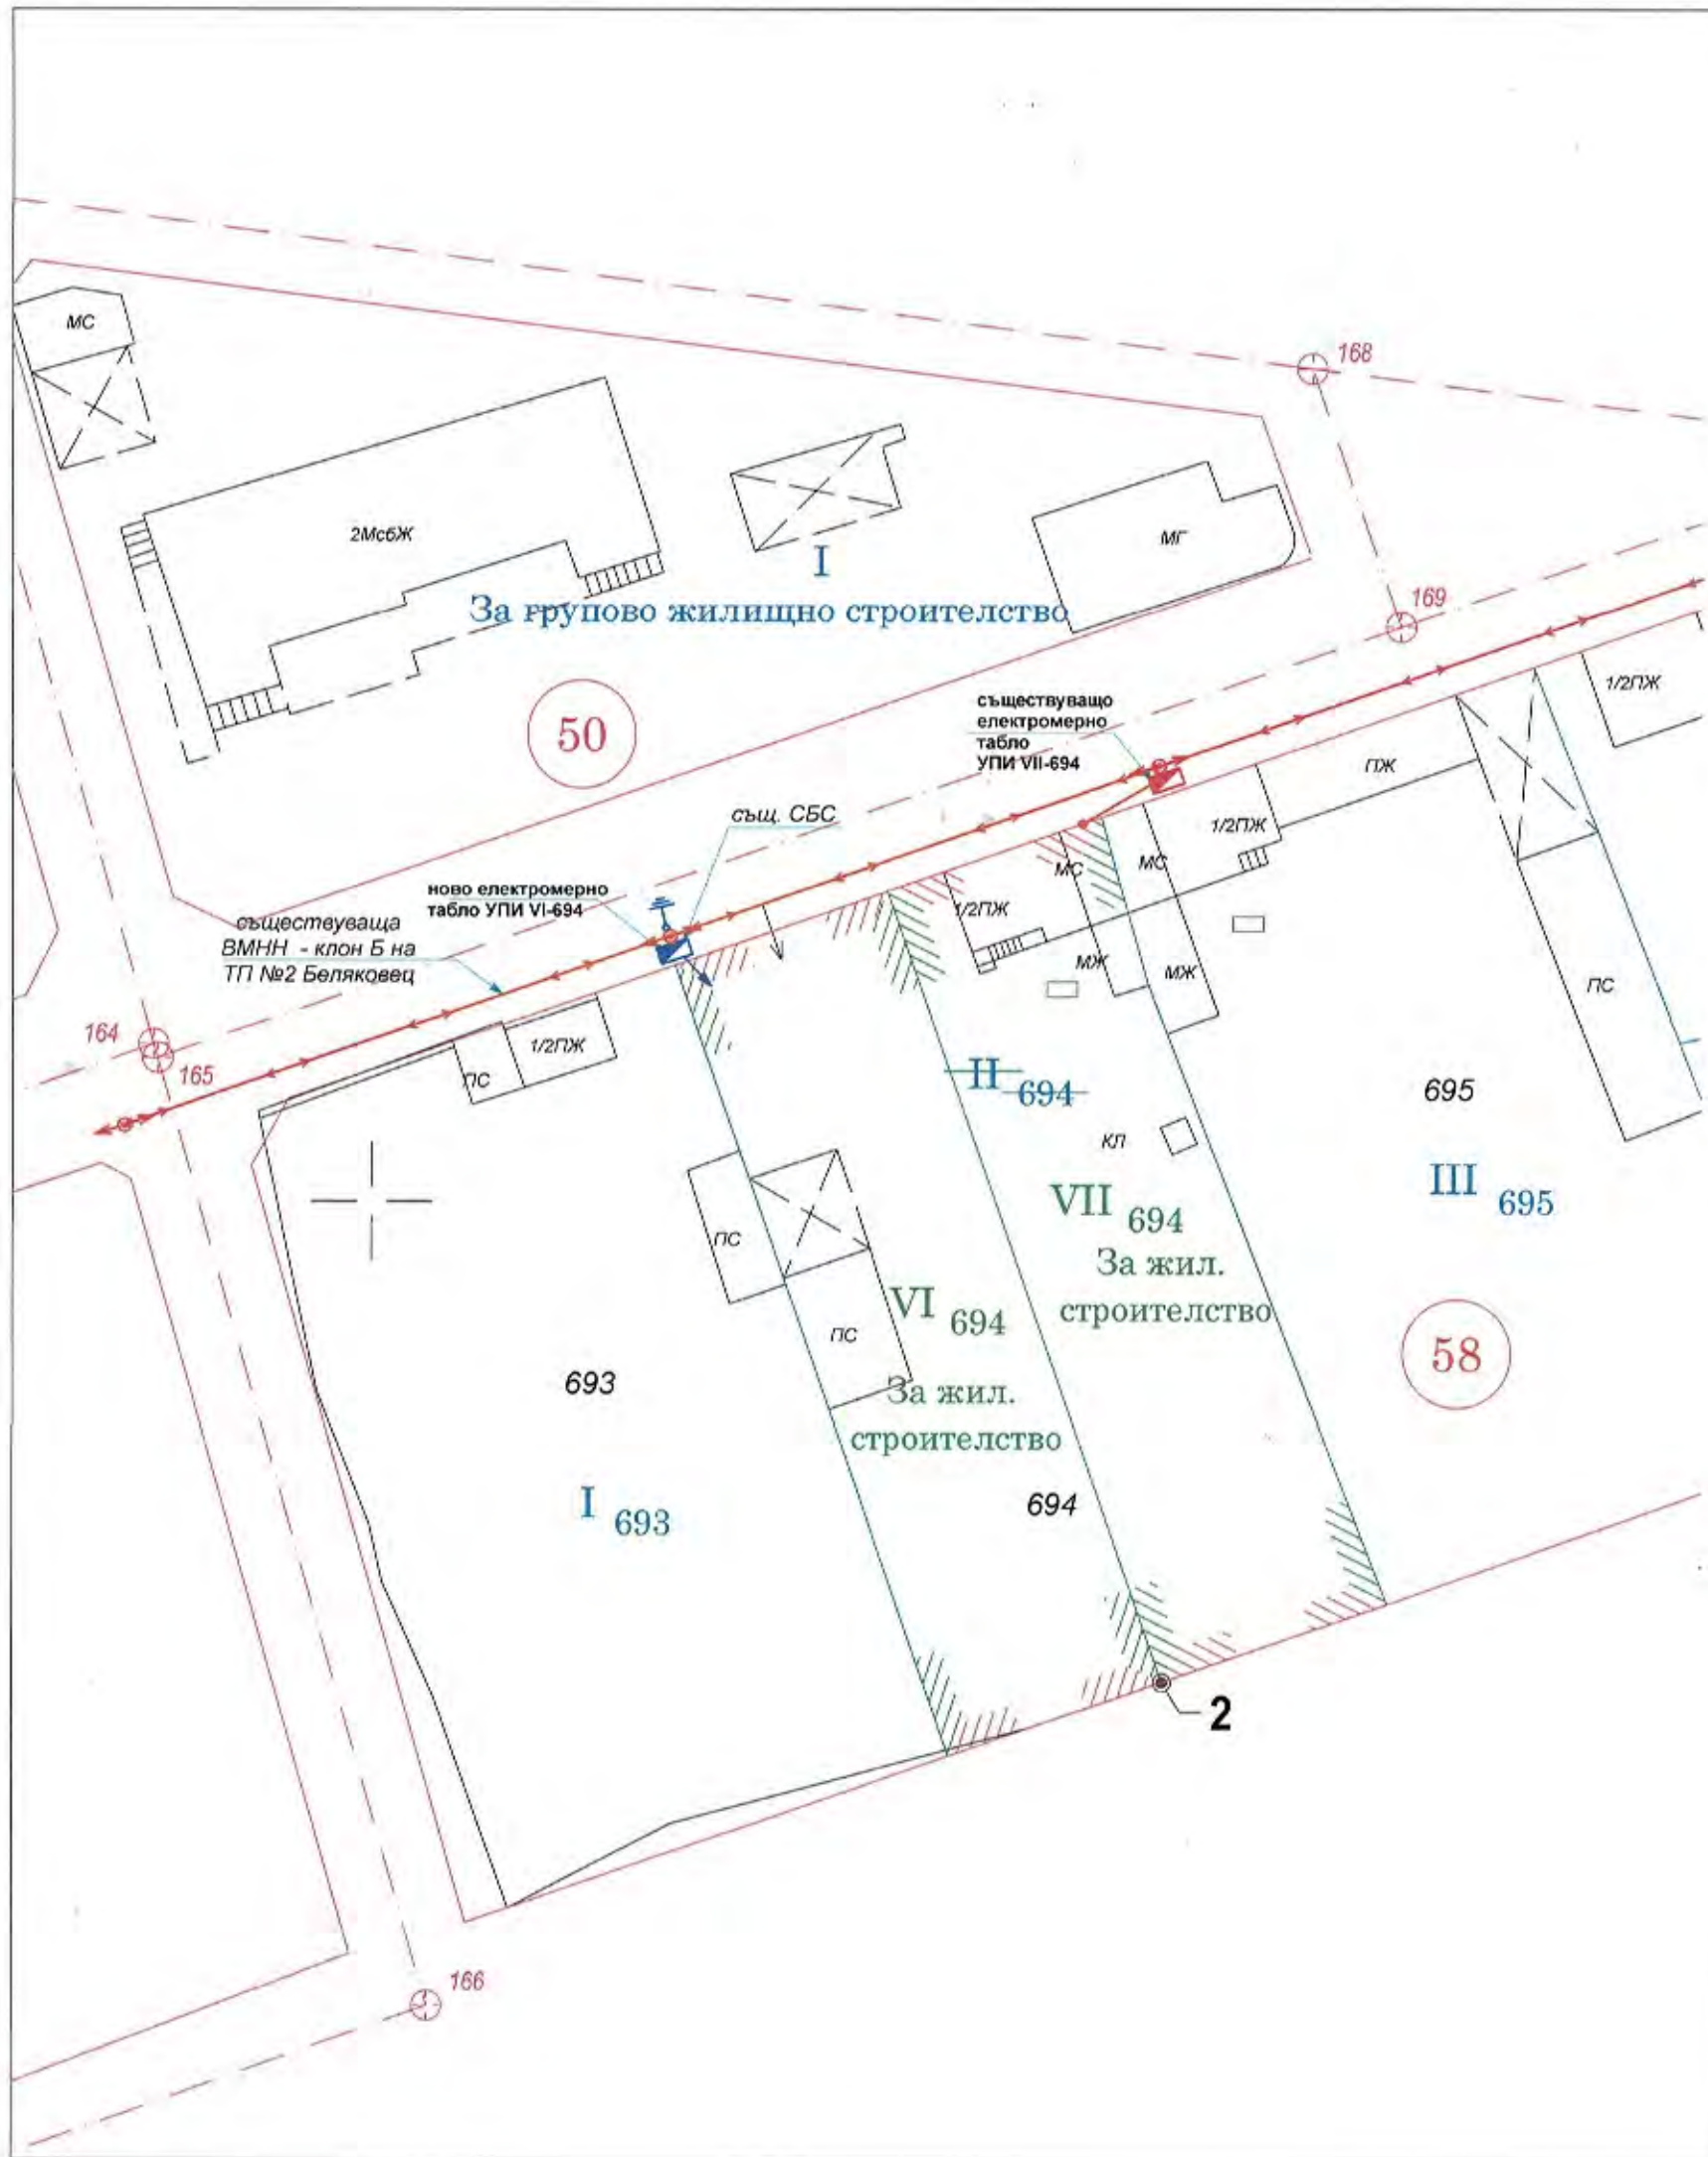 МС
168
2МсбЖ
МГ
I
За групово жилищно строителство
169
50
1/2ПЖ
съществуващо
електромерно
табло
УПИ VII-694
ПЖ
същ. СБС
1/2ПЖ
МС
МС
ново електромерно
табло УПИ VI-694
1/2ПЖ
съществуваща
ВМНН - клон Б на
ТП №2 Беляковец
МЖ
МЖ
ПС
164
165
1/2ПЖ
ПС
II 694
695
КЛ
III 695
VII 694
За жил.
строителство
ПС
VI 694
ПС
58
693
За жил.
строителство
694
I 693
2
166